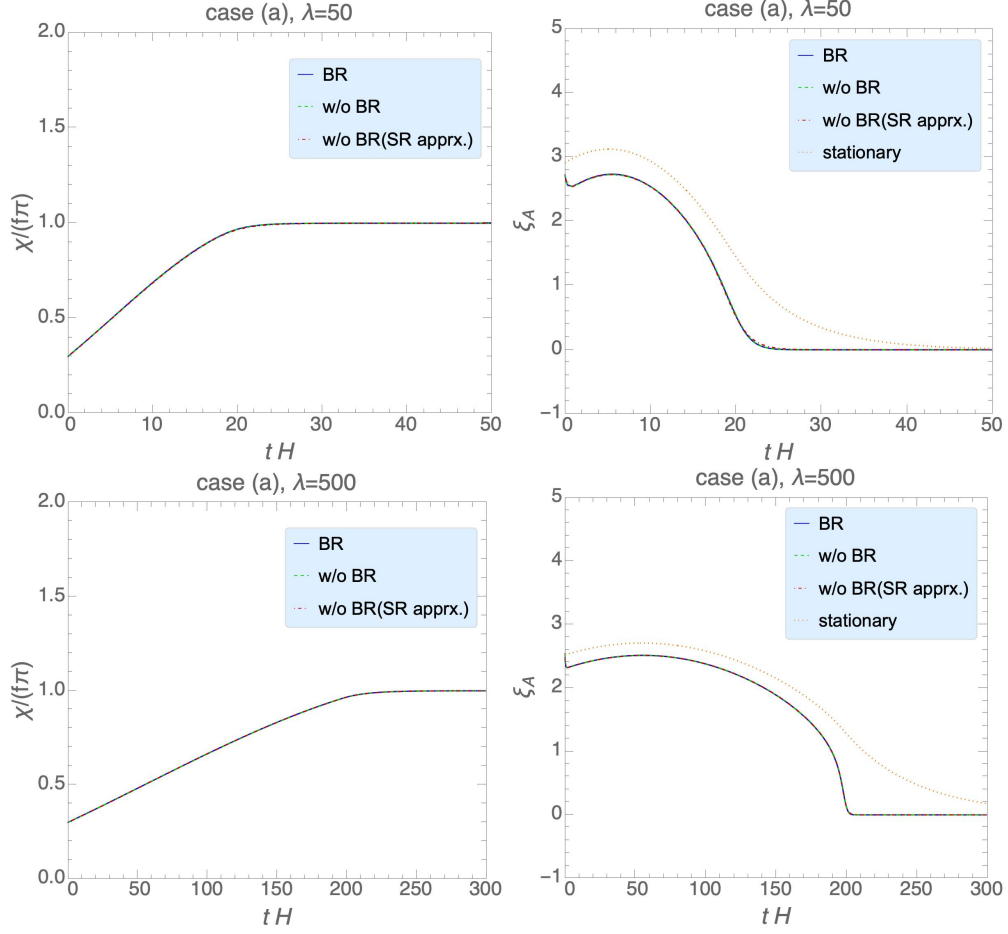 case (a), λ=50
2.0
1.5
1.0
0.5
0.0
χ/(fπ)
BR
w/o BR
w/o BR(SR apprx.)
0 10 20 30 40 50
t H
case (a), λ=50
5
4
3
2
1
0
−1
ξA
BR
w/o BR
w/o BR(SR apprx.)
stationary
0 10 20 30 40 50
t H
case (a), λ=500
2.0
1.5
1.0
0.5
0.0
χ/(fπ)
BR
w/o BR
w/o BR(SR apprx.)
0 50 100 150 200 250 300
t H
case (a), λ=500
5
4
3
2
1
0
−1
ξA
BR
w/o BR
w/o BR(SR apprx.)
stationary
0 50 100 150 200 250 300
t H